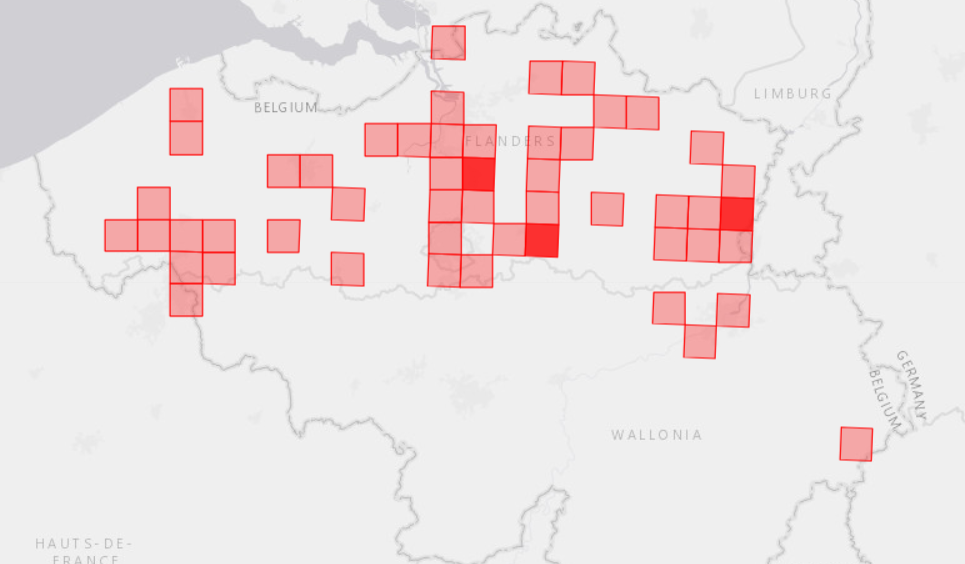 LIMBURG
BELGIUM
FLANDERS
GERMANY
BELGIUM
WALLONIA
HAUTS-DE-
FRANCE